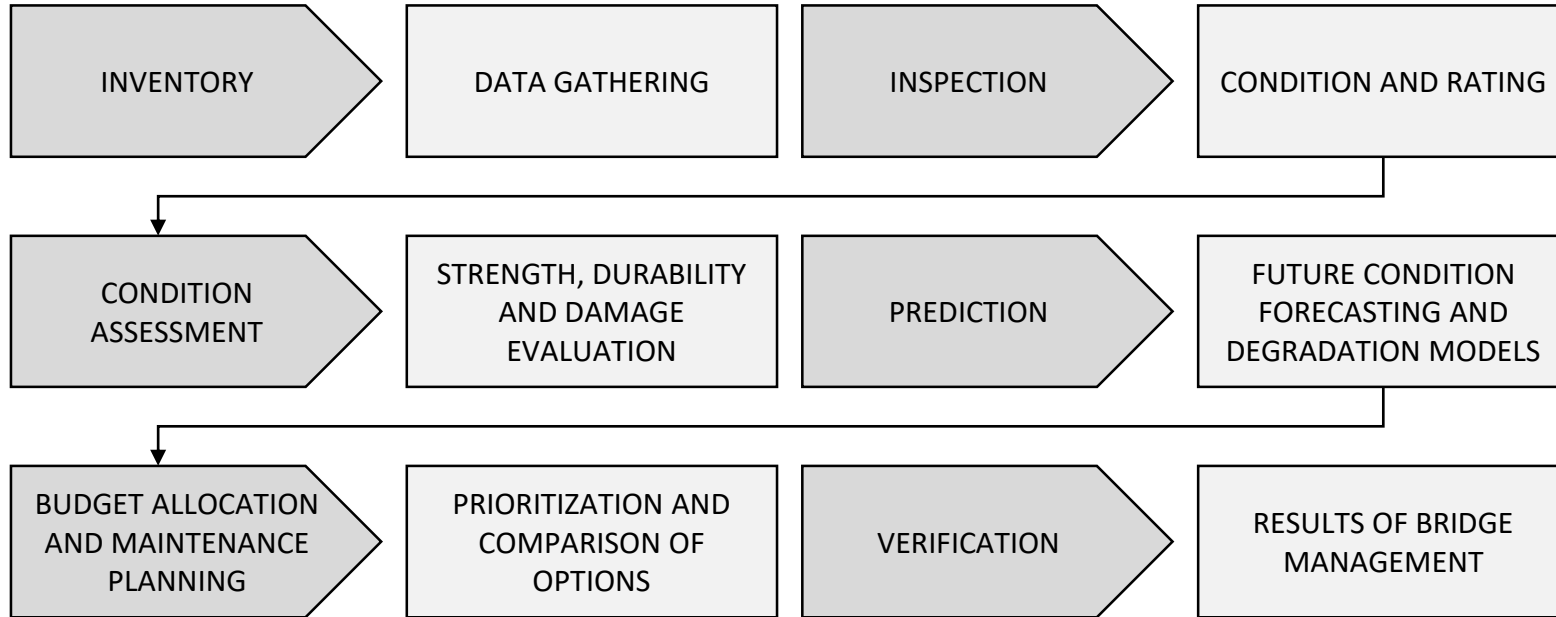 INVENTORY
DATA GATHERING
INSPECTION
CONDITION AND RATING
CONDITION
ASSESSMENT
STRENGTH, DURABILITY
AND DAMAGE
EVALUATION
PREDICTION
FUTURE CONDITION
FORECASTING AND
DEGRADATION MODELS
BUDGET ALLOCATION
AND MAINTENANCE
PLANNING
PRIORITIZATION AND
COMPARISON OF
OPTIONS
VERIFICATION
RESULTS OF BRIDGE
MANAGEMENT